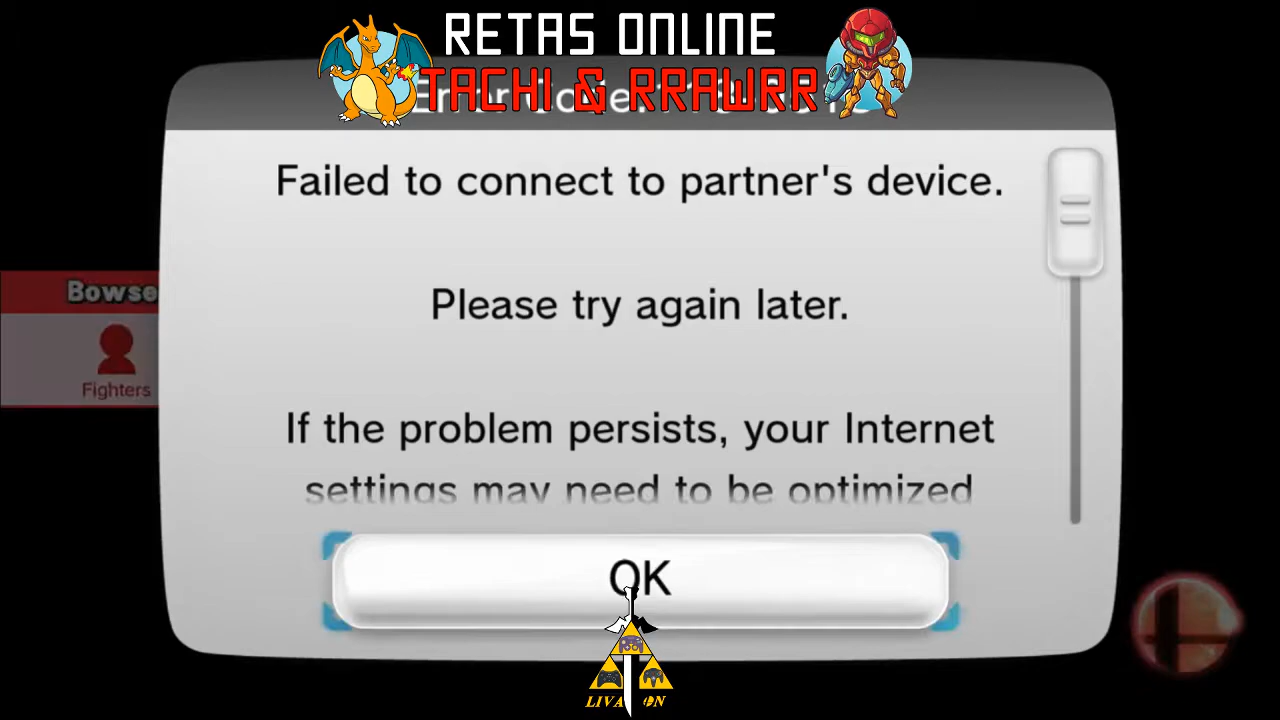 RETAS ONLINE
TACHI & RRAWRR
Failed to connect to partner's device.
Please try again later.
Bowse
Fighters
If the problem persists, your Internet
settings may need to be optimized
OK